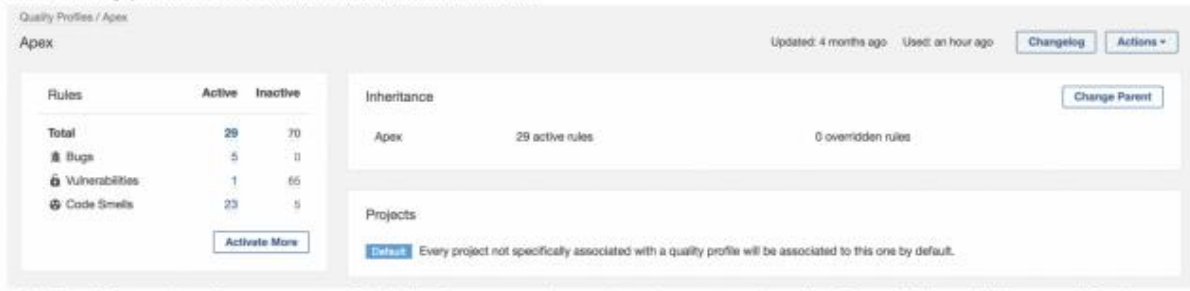 Quality Profiles / Apex
Apex
Updated: 4 months ago Used: an hour ago Changelog Actions
Rules Active Inactive
Total 29 70
Bugs 5 0
Vulnerabilities 1 65
Code Smells 23 5
Activate More
Inheritance
Change Parent
Apex 29 active rules 0 overridden rules
Projects
Default Every project not specifically associated with a quality profile will be associated to this one by default.